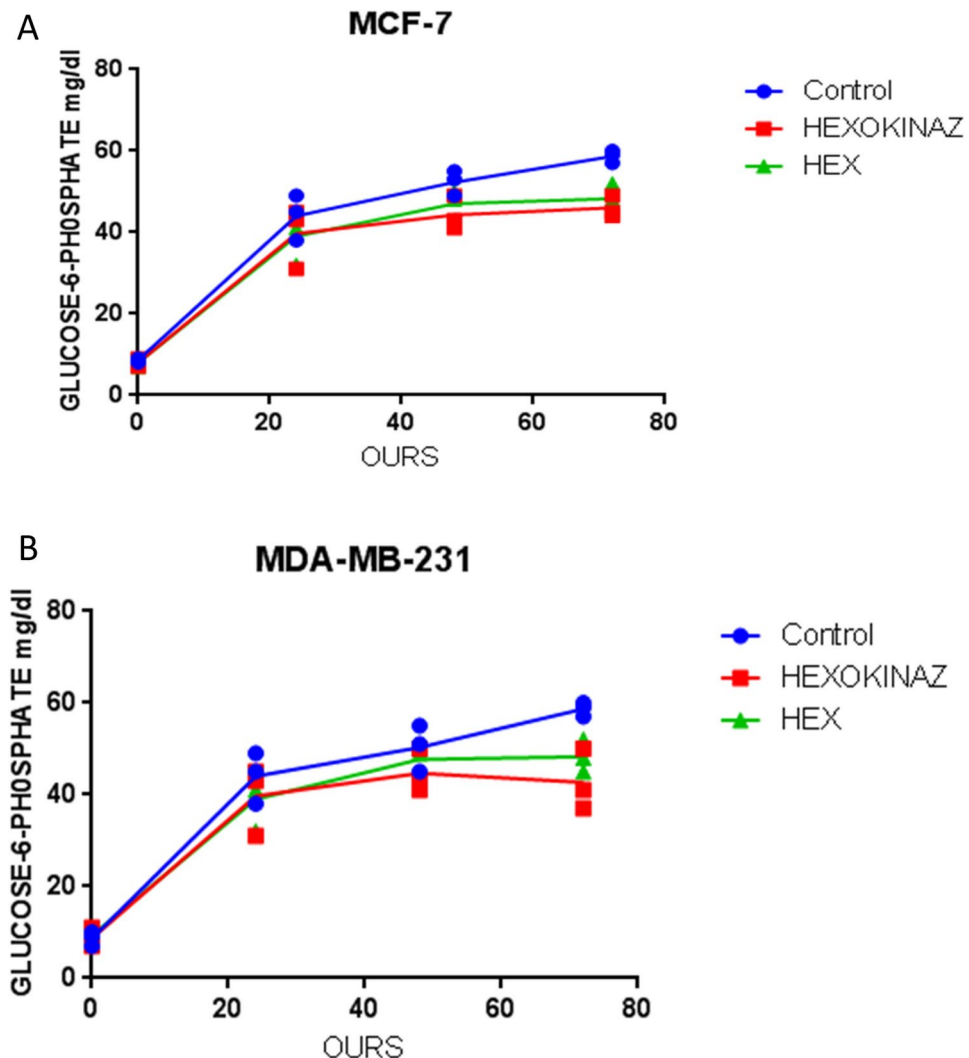 A
MCF-7
GLUCOSE-6-PH0SPHATE mg/dl
80
60
40
20
0
0 20 40 60 80
OURS
Control
HEXOKINAZ
HEX
B
MDA-MB-231
GLUCOSE-6-PH0SPHATE mg/dl
80
60
40
20
0
0 20 40 60 80
OURS
Control
HEXOKINAZ
HEX